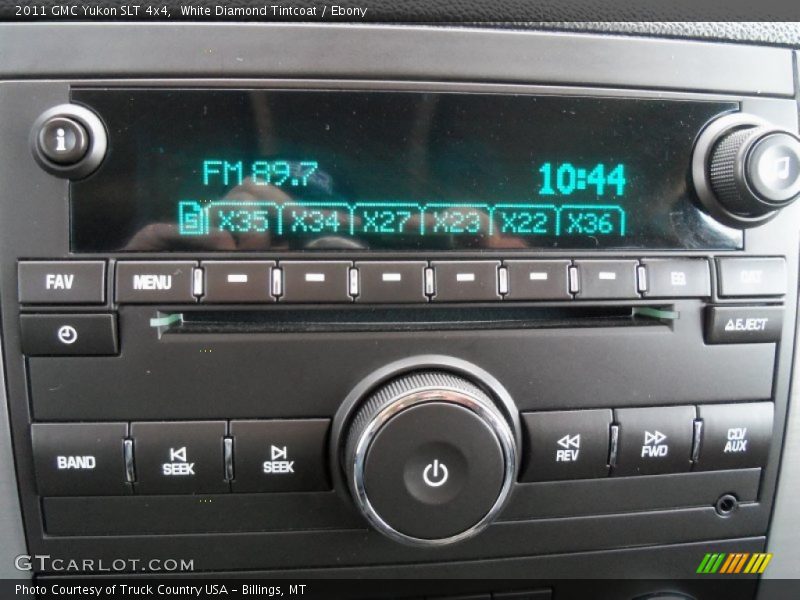 2011 GMC Yukon SLT 4x4,  White Diamond Tintcoat / Ebony
i
FM 89.7 10:44
5 X35 X34 X27 X23 X22 X36
FAV MENU EQ CAT
EJECT
BAND SEEK SEEK REV FWD CD/AUX
GTCARLOT.COM
Photo Courtesy of Truck Country USA – Billings, MT